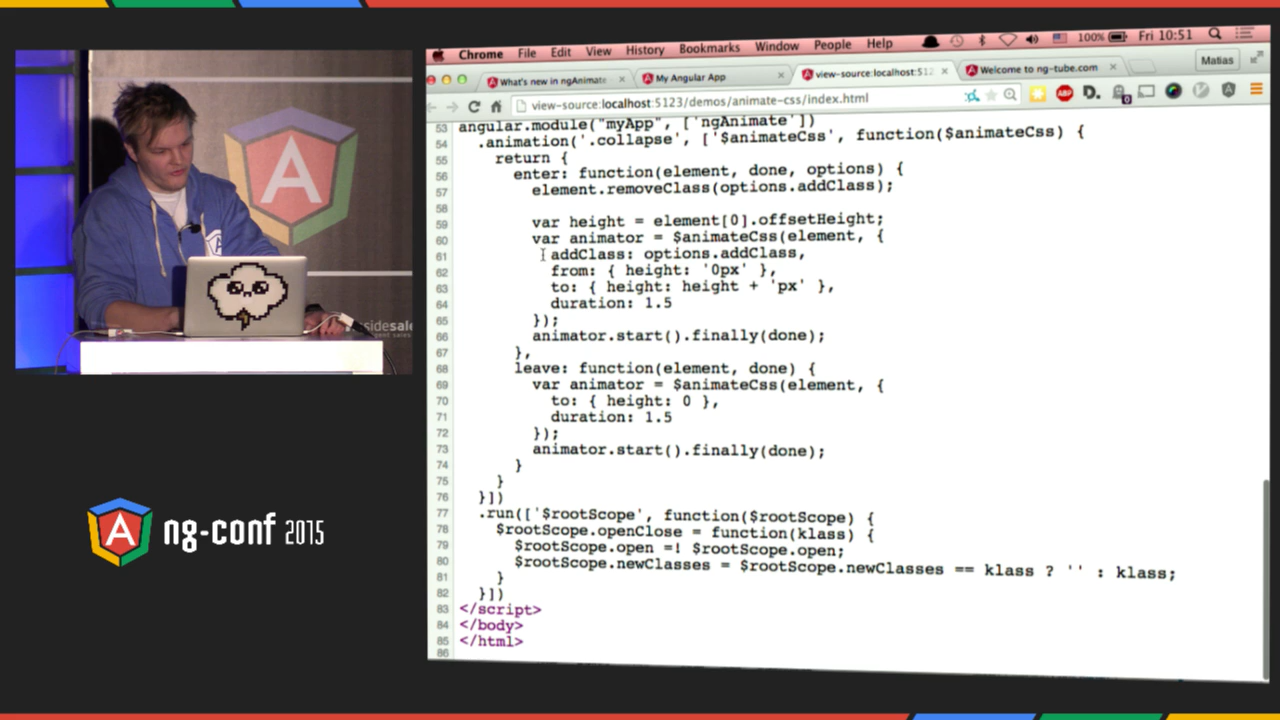 Chrome File Edit View History Bookmarks Window People Help 100% Fri 10:51
What's new in ngAnimate
My Angular App
view-source:localhost:512
Welcome to ng-tube.com
Matias
view-source:localhost:5123/demos/animate-css/index.html
ABP
D.
0
53 angular.module("myApp", ['ngAnimate'])
54 .animation('.collapse', ['$animateCss', function($animateCss) {
55 return {
56 enter: function(element, done, options) {
57 element.removeClass(options.addClass);
58
59 var height = element[0].offsetHeight;
60 var animator = $animateCss(element, {
61 addClass: options.addClass,
62 from: { height: '0px' },
63 to: { height: height + 'px' },
64 duration: 1.5
65 });
66 animator.start().finally(done);
67 },
68 leave: function(element, done) {
69 var animator = $animateCss(element, {
70 to: { height: 0 },
71 duration: 1.5
72 });
73 animator.start().finally(done);
74 }
75 }
76 }])
77 .run(['$rootScope', function($rootScope) {
78 $rootScope.openClose = function(klass) {
79 $rootScope.open =! $rootScope.open;
80 $rootScope.newClasses = $rootScope.newClasses == klass ? '' : klass;
81 }
82 }])
83 </script>
84 </body>
85 </html>
86
A
A
sidesale
A ng-conf 2015